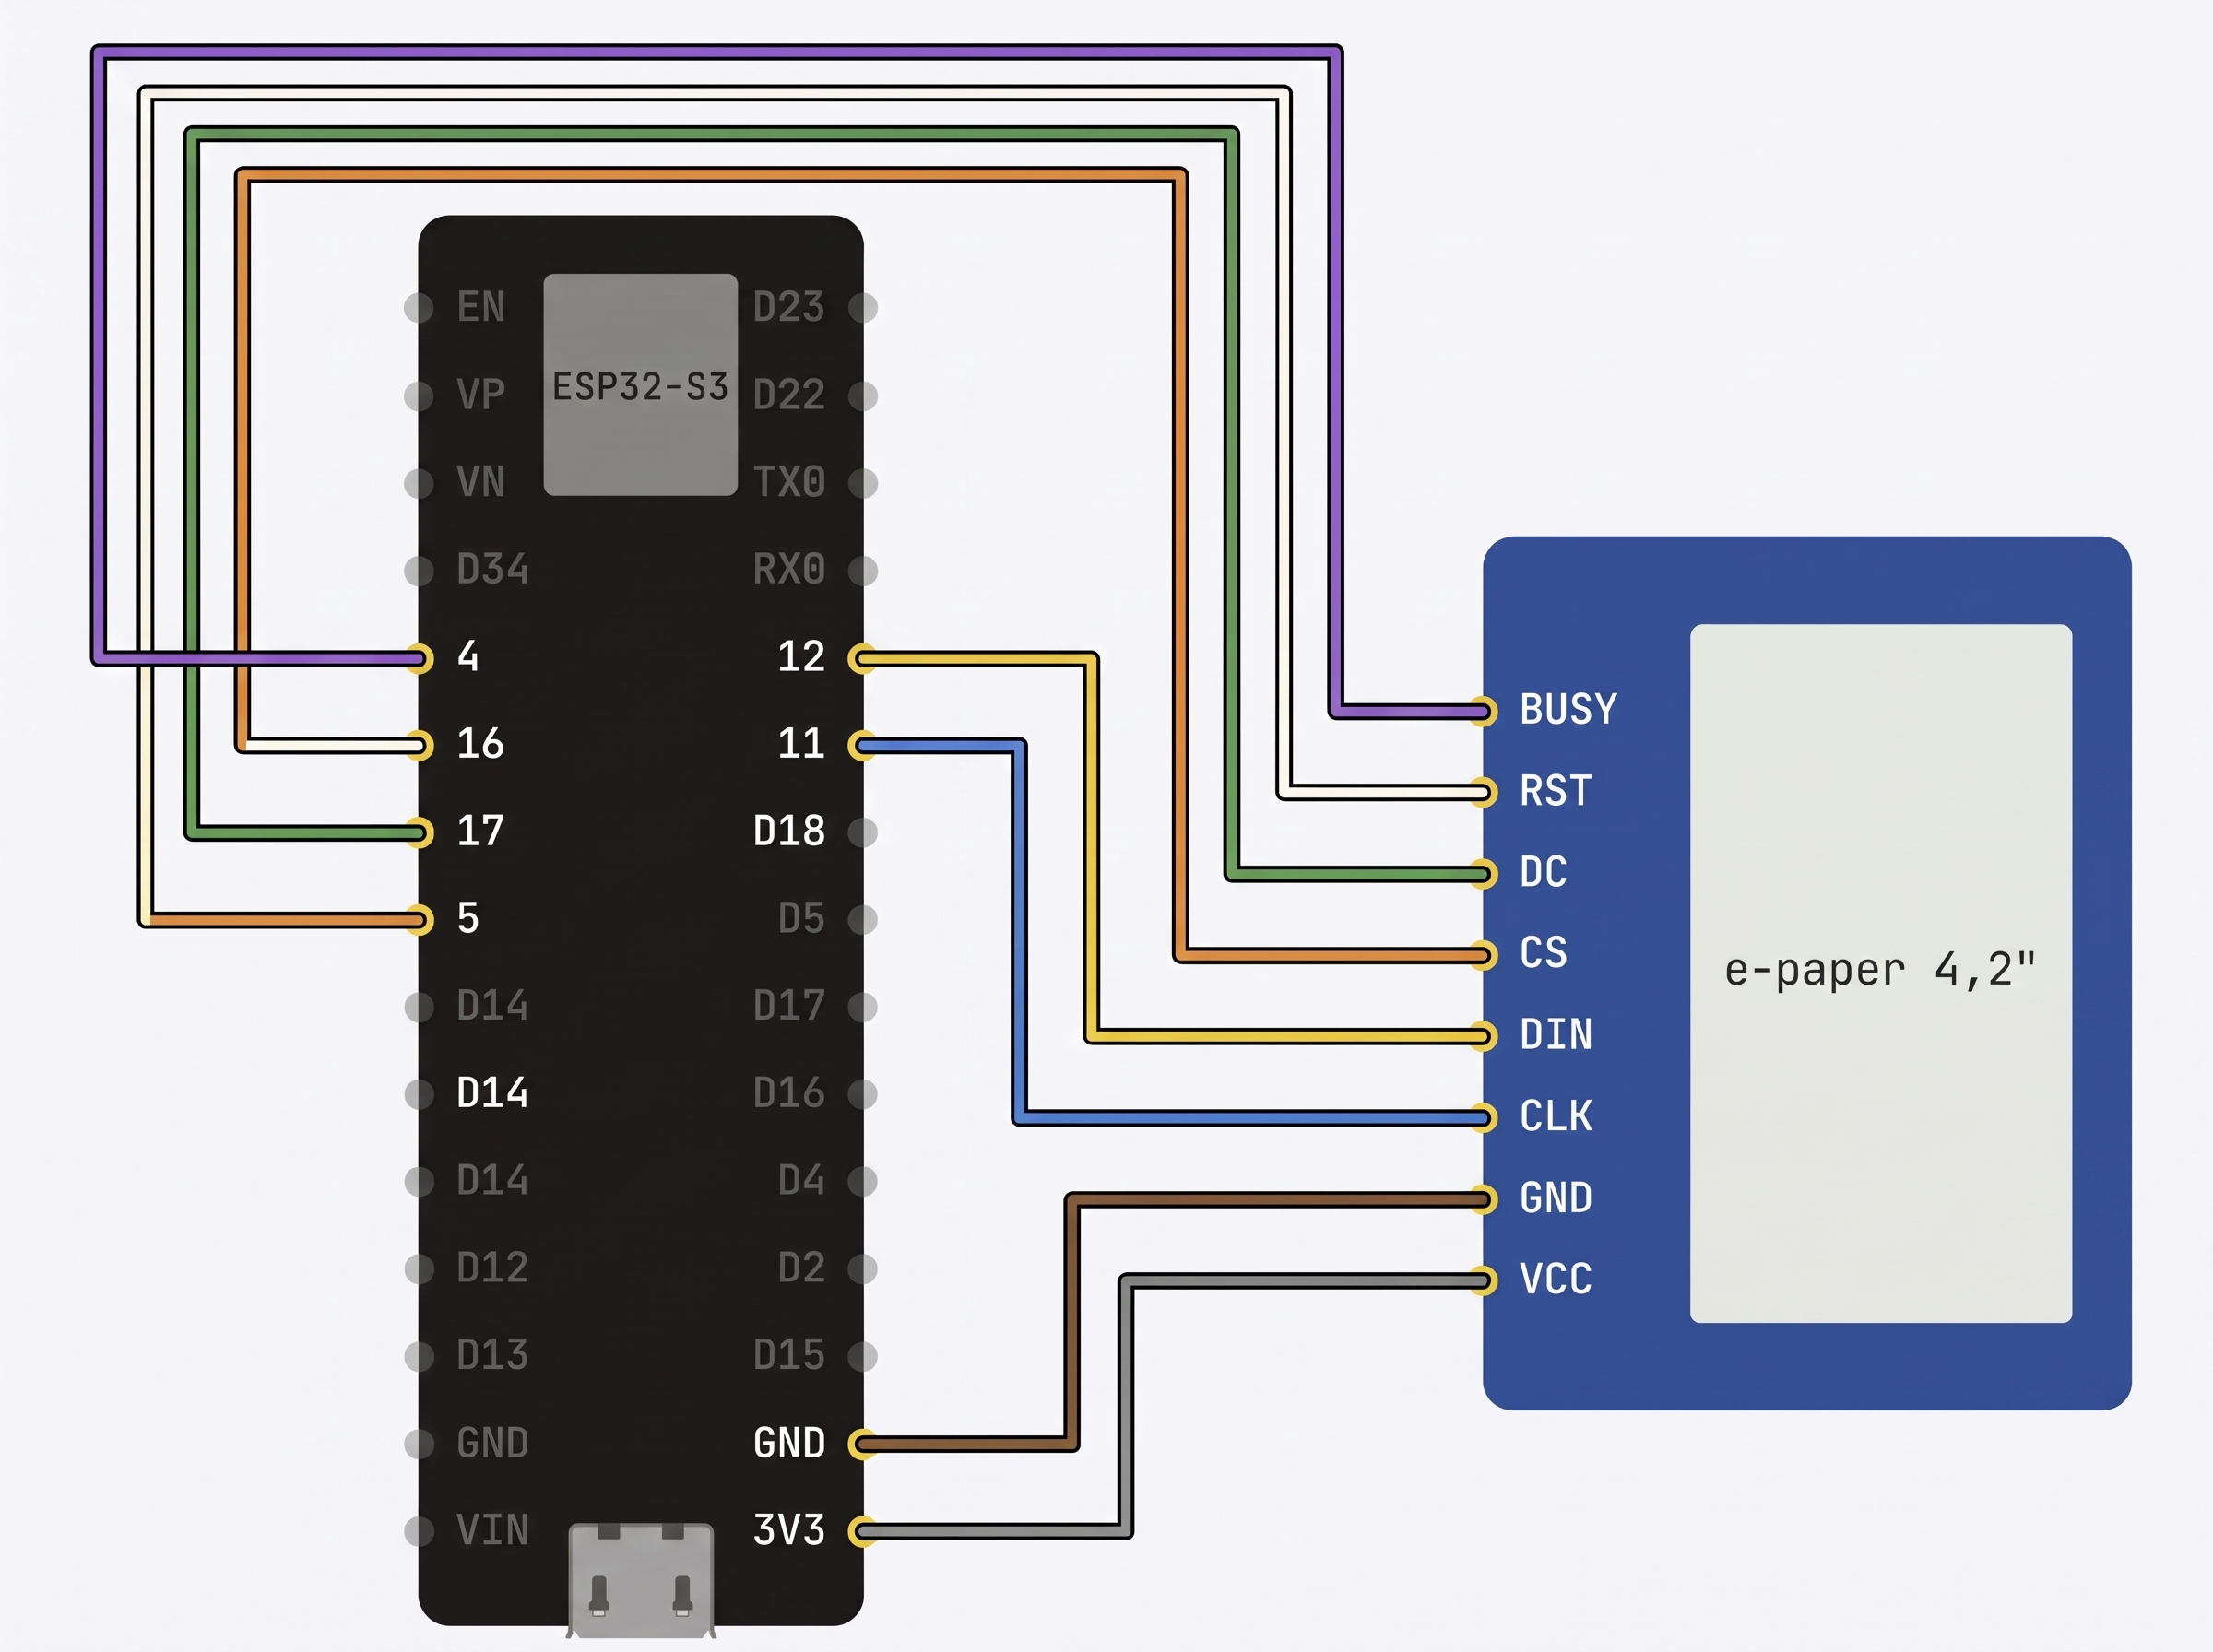 ESP32-S3
EN
VP
VN
D34
4
16
17
5
D14
D14
D14
D12
D13
GND
VIN
D23
D22
TX0
RX0
12
11
D18
D5
D17
D16
D4
D2
D15
GND
3V3
BUSY
RST
DC
CS
DIN
CLK
GND
VCC
e-paper 4,2"